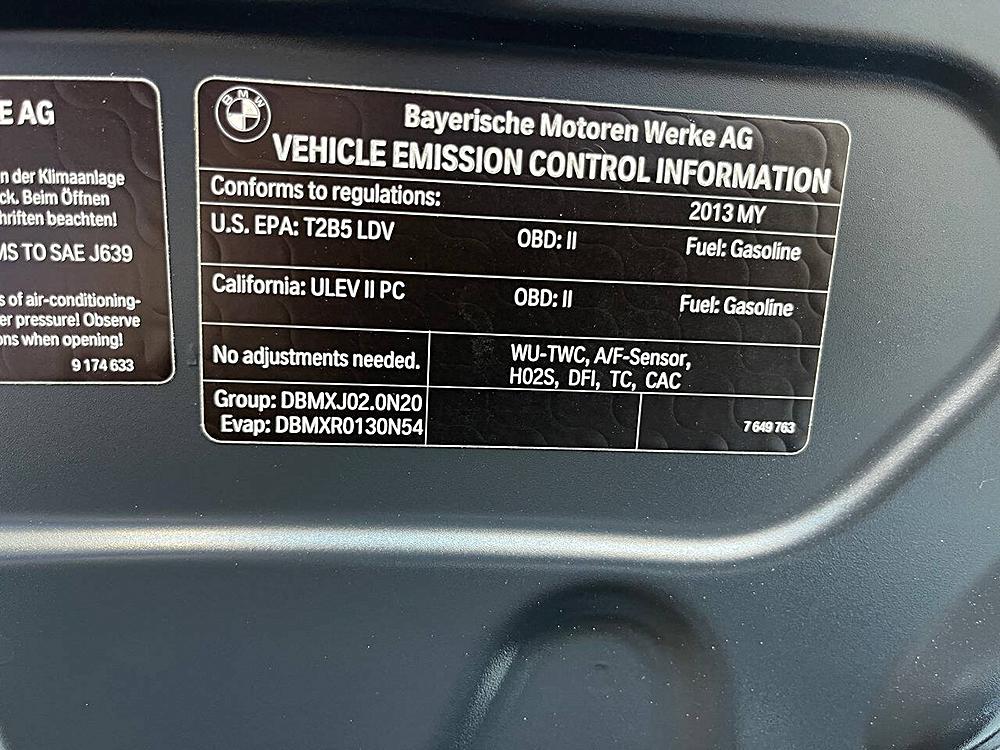 E AG
n der Klimaanlage
ck. Beim Öffnen
hriften beachten!
MS TO SAE J639
s of air-conditioning-
er pressure! Observe
ons when opening!
9 174 633
BMW
Bayerische Motoren Werke AG
VEHICLE EMISSION CONTROL INFORMATION
Conforms to regulations: 2013 MY
U.S. EPA: T2B5 LDV OBD: II Fuel: Gasoline
California: ULEV II PC OBD: II Fuel: Gasoline
No adjustments needed.
WU-TWC, A/F-Sensor,
H02S, DFI, TC, CAC
Group: DBMXJ02.0N20
Evap: DBMXR0130N54
7 649 763